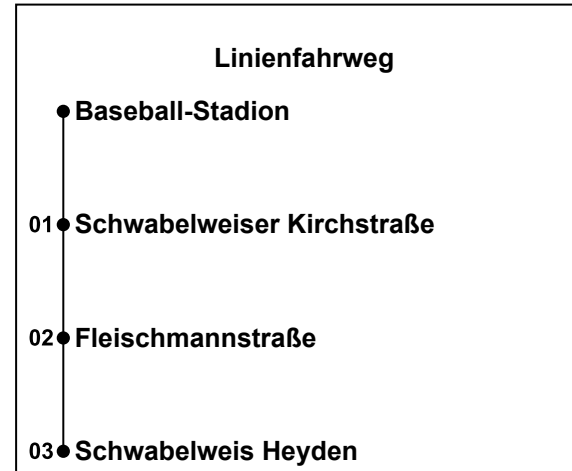 Linienfahrweg
Baseball-Stadion
01 Schwabelweiser Kirchstraße
02 Fleischmannstraße
03 Schwabelweis Heyden